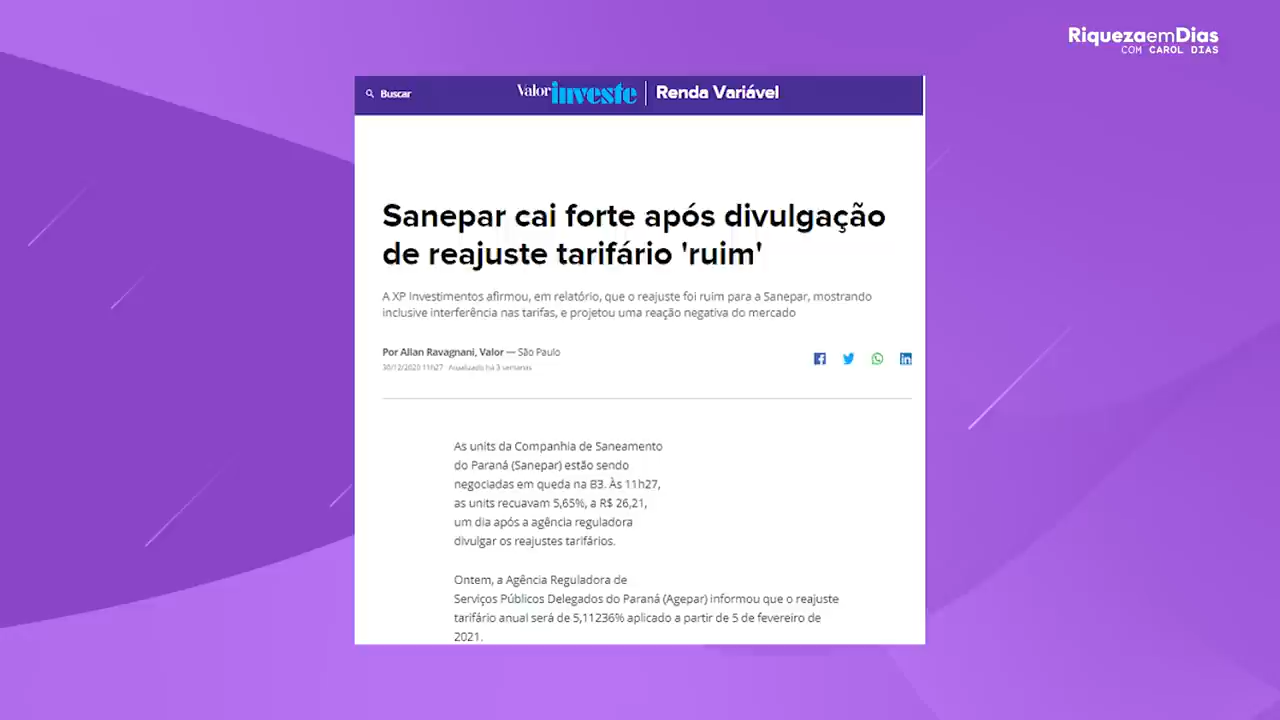 RiquezaemDias
COM CAROL DIAS
Buscar
Valor investe | Renda Variável
Sanepar cai forte após divulgação
de reajuste tarifário 'ruim'
A XP Investimentos afirmou, em relatório, que o reajuste foi ruim para a Sanepar, mostrando
inclusive interferência nas tarifas, e projetou uma reação negativa do mercado
Por Allan Ravagnani, Valor — São Paulo
30/12/2020 11h27 · Atualizado há 3 semanas
As units da Companhia de Saneamento
do Paraná (Sanepar) estão sendo
negociadas em queda na B3. Às 11h27,
as units recuavam 5,65%, a R$ 26,21,
um dia após a agência reguladora
divulgar os reajustes tarifários.
Ontem, a Agência Reguladora de
Serviços Públicos Delegados do Paraná (Agepar) informou que o reajuste
tarifário anual será de 5,11236% aplicado a partir de 5 de fevereiro de
2021.